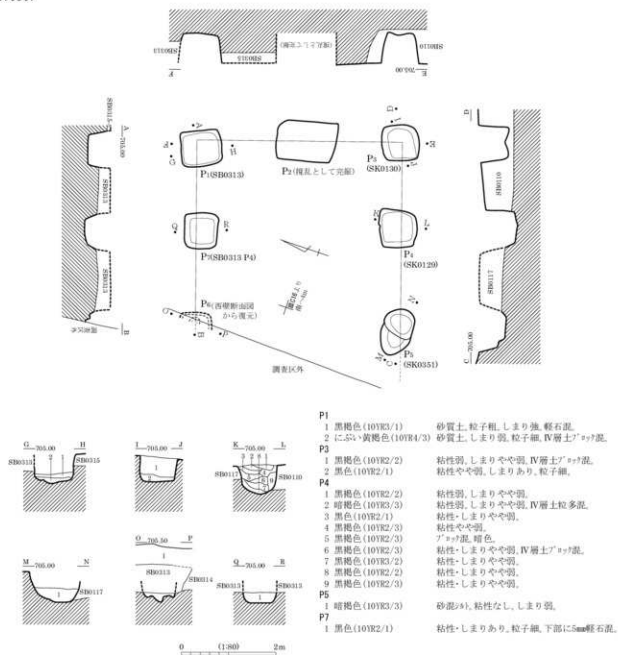 SB0313
(攪乱として完掘)
SB0315
F
E
705.00
A
705.00
SB0315
SB0313
SB0313
B
P1(SB0313)
P2(攪乱として完掘)
P3
(SK0130)
P7(SB0313 P4)
P4
(SK0129)
P6(西壁断面図
から復元)
P5
(SK0351)
調査区外
D
SB0110
SB0117
C
705.00
G 705.00 H
SB0313
SB0315
I 705.00 J
K 705.00 L
SB0117
SB0110
M 705.00 N
SB0117
O 705.50 P
SB0313
SB0314
Q 705.00 R
SB0313
SB0313
0 (1:80) 2m
P1
1 黒褐色(10YR3/1) 砂質土、粒子粗、しまり強、軽石混。
2 にぶい黄褐色(10YR4/3) 砂質土、しまり弱、粒子細、Ⅳ層土ブロック混。
P3
1 黒褐色(10YR2/2) 粘性弱、しまりやや弱、Ⅳ層土ブロック混。
2 黒色(10YR2/1) 粘性やや弱、しまりあり、粒子細。
P4
1 黒褐色(10YR2/2) 粘性弱、しまりやや弱。
2 暗褐色(10YR3/3) 粘性弱、しまりやや弱、Ⅳ層土粒多混。
3 黒色(10YR2/1) 粘性・しまりやや弱。
4 黒褐色(10YR2/3) 粘性やや弱。
5 黒褐色(10YR2/3) ブロック混、暗色。
6 黒褐色(10YR2/3) 粘性・しまりやや弱、Ⅳ層土ブロック混。
7 黒褐色(10YR3/2) 粘性・しまりやや弱。
8 黒褐色(10YR2/2) 粘性・しまりやや弱。
9 黒褐色(10YR2/3) 粘性・しまりやや弱。
P5
1 暗褐色(10YR3/3) 砂混シルト、粘性なし、しまり弱。
P7
1 黒色(10YR2/1) 粘性・しまりあり、粒子細、下部に5mm軽石混。